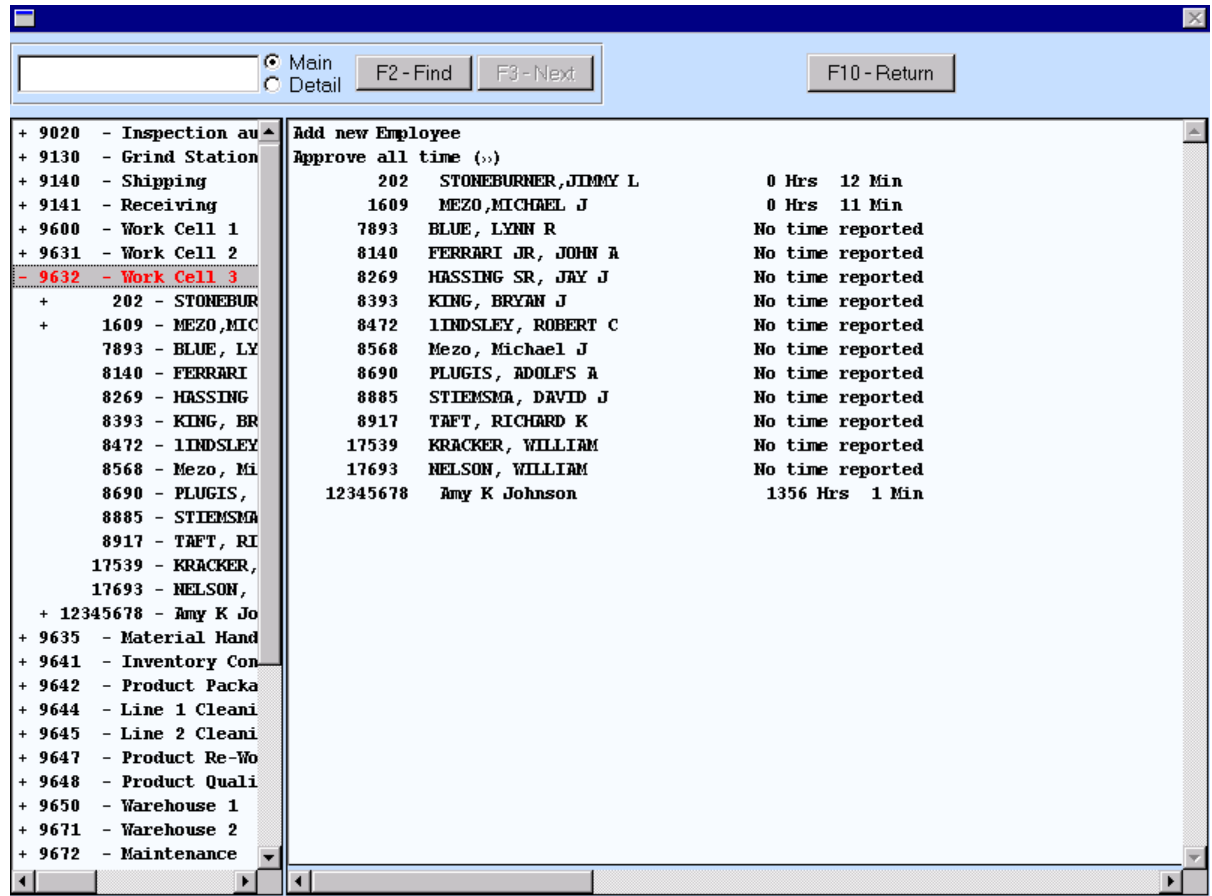 Main
Detail
F2 - Find
F3 - Next
F10 - Return
+ 9020 - Inspection au
+ 9130 - Grind Station
+ 9140 - Shipping
+ 9141 - Receiving
+ 9600 - Work Cell 1
+ 9631 - Work Cell 2
- 9632 - Work Cell 3
+ 202 - STONEBUR
+ 1609 - MEZO,MIC
7893 - BLUE, LY
8140 - FERRARI
8269 - HASSING
8393 - KING, BR
8472 - lINDSLEY
8568 - Mezo, Mi
8690 - PLUGIS,
8885 - STIEMSMA
8917 - TAFT, RI
17539 - KRACKER,
17693 - NELSON,
+ 12345678 - Amy K Jo
+ 9635 - Material Hand
+ 9641 - Inventory Con
+ 9642 - Product Packa
+ 9644 - Line 1 Cleani
+ 9645 - Line 2 Cleani
+ 9647 - Product Re-Wo
+ 9648 - Product Quali
+ 9650 - Warehouse 1
+ 9671 - Warehouse 2
+ 9672 - Maintenance
Add new Employee
Approve all time (»)
202 STONEBURNER,JIMMY L 0 Hrs 12 Min
1609 MEZO,MICHAEL J 0 Hrs 11 Min
7893 BLUE, LYNN R No time reported
8140 FERRARI JR, JOHN A No time reported
8269 HASSING SR, JAY J No time reported
8393 KING, BRYAN J No time reported
8472 lINDSLEY, ROBERT C No time reported
8568 Mezo, Michael J No time reported
8690 PLUGIS, ADOLFS A No time reported
8885 STIEMSMA, DAVID J No time reported
8917 TAFT, RICHARD K No time reported
17539 KRACKER, WILLIAM No time reported
17693 NELSON, WILLIAM No time reported
12345678 Amy K Johnson 1356 Hrs 1 Min